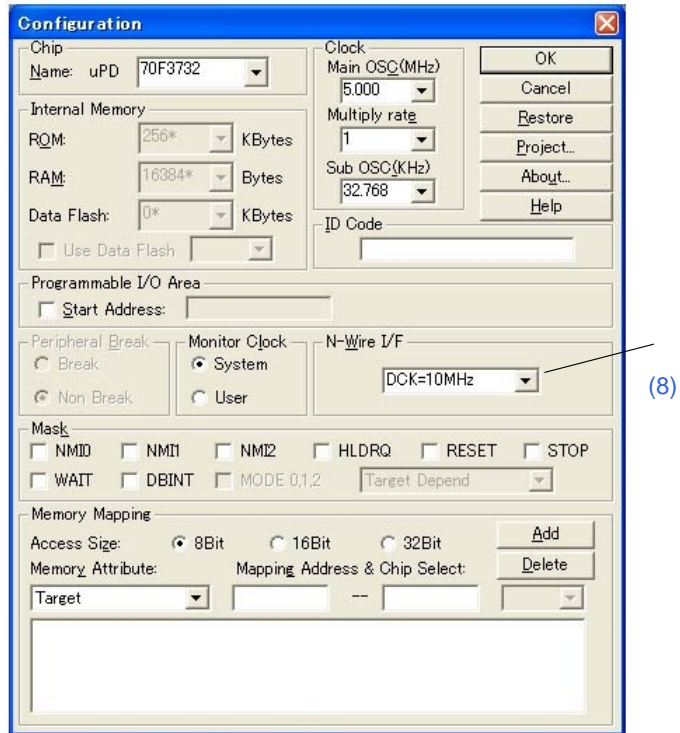 Configuration
Chip
Name: uPD 70F3732
Clock
Main OSC(MHz)
5.000
Multiply rate
1
Sub OSC(KHz)
32.768
OK
Cancel
Restore
Project...
About...
Help
Internal Memory
ROM: 256* KBytes
RAM: 16384* Bytes
Data Flash: 0* KBytes
Use Data Flash
ID Code
Programmable I/O Area
Start Address:
Peripheral Break
Break
Non Break
Monitor Clock
System
User
N-Wire I/F
DCK=10MHz
(8)
Mask
NMI0 NMI1 NMI2 HLDRQ RESET STOP
WAIT DBINT MODE 0,1,2 Target Depend
Memory Mapping
Access Size: 8Bit 16Bit 32Bit
Add
Memory Attribute: Mapping Address & Chip Select:
Delete
Target --